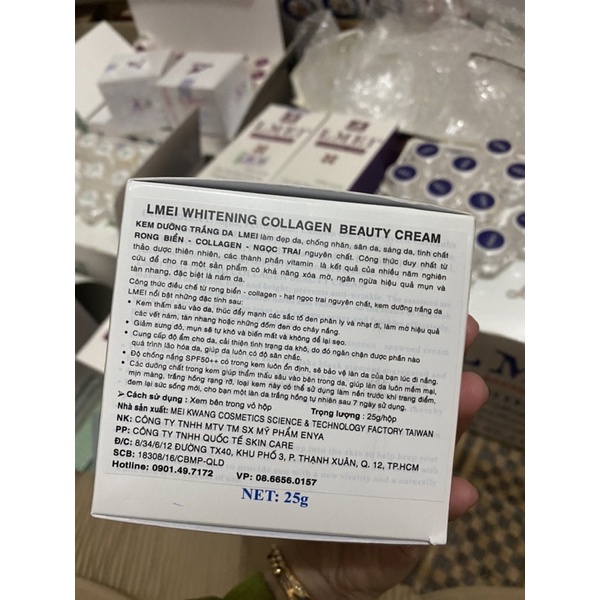 LMEI
LMEI WHITENING COLLAGEN BEAUTY CREAM
KEM DƯỠNG TRẮNG DA LMEI làm đẹp da, chống nhăn, săn da, sáng da, tinh chất
RONG BIỂN - COLLAGEN - NGỌC TRAI nguyên chất. Công thức duy nhất từ
thảo dược thiên nhiên, các thành phần vitamin là kết quả của nhiều năm nghiên
cứu để cho ra một sản phẩm có khả năng xóa mờ, ngăn ngừa hiệu quả mụn và
tàn nhang, đặc biệt là nám da.
Công thức điều chế từ rong biển - collagen - hạt ngọc trai nguyên chất, kem dưỡng trắng da
LMEI nổi bật những đặc tính sau:
• Kem thấm sâu vào da, thúc đẩy mạnh các sắc tố đen phân ly và nhạt đi, làm mờ hiệu quả
các vết nám, tàn nhang hoặc những đốm đen do cháy nắng.
• Giảm sưng đỏ, mụn sẽ tự khô và biến mất và không để lại sẹo.
• Cung cấp độ ẩm cho da, cải thiện tình trạng da khô, do đó ngăn chặn được phần nào
quá trình lão hóa da, giúp da luôn có độ săn chắc.
• Độ chống nắng SPF50++ có trong kem luôn ổn định, sẽ bảo vệ làn da của bạn lúc đi nắng.
• Các dưỡng chất trong kem giúp thẩm thấu sâu vào bên trong da, giúp làn da luôn mềm mại,
mịn màng, trắng hồng rạng rỡ, loại kem này có thể sử dụng làm nền trước khi trang điểm,
đem lại sức sống mới, cho bạn một làn da trắng hồng tự nhiên sau 7 ngày sử dụng.
➢ Cách sử dụng : Xem bên trong vỏ hộp Trọng lượng : 25g/hộp
Nhà sản xuất: MEI KWANG COSMETICS SCIENCE & TECHNOLOGY FACTORY TAIWAN
NK: CÔNG TY TNHH MTV TM SX MỸ PHẨM ENYA
PP: CÔNG TY TNHH QUỐC TẾ SKIN CARE
Đ/C: 8/34/6/12 ĐƯỜNG TX40, KHU PHỐ 3, P. THẠNH XUÂN, Q. 12, TP.HCM
SCB: 18308/16/CBMP-QLD
Hotline: 0901.49.7172 VP: 08.6656.0157
NET: 25g